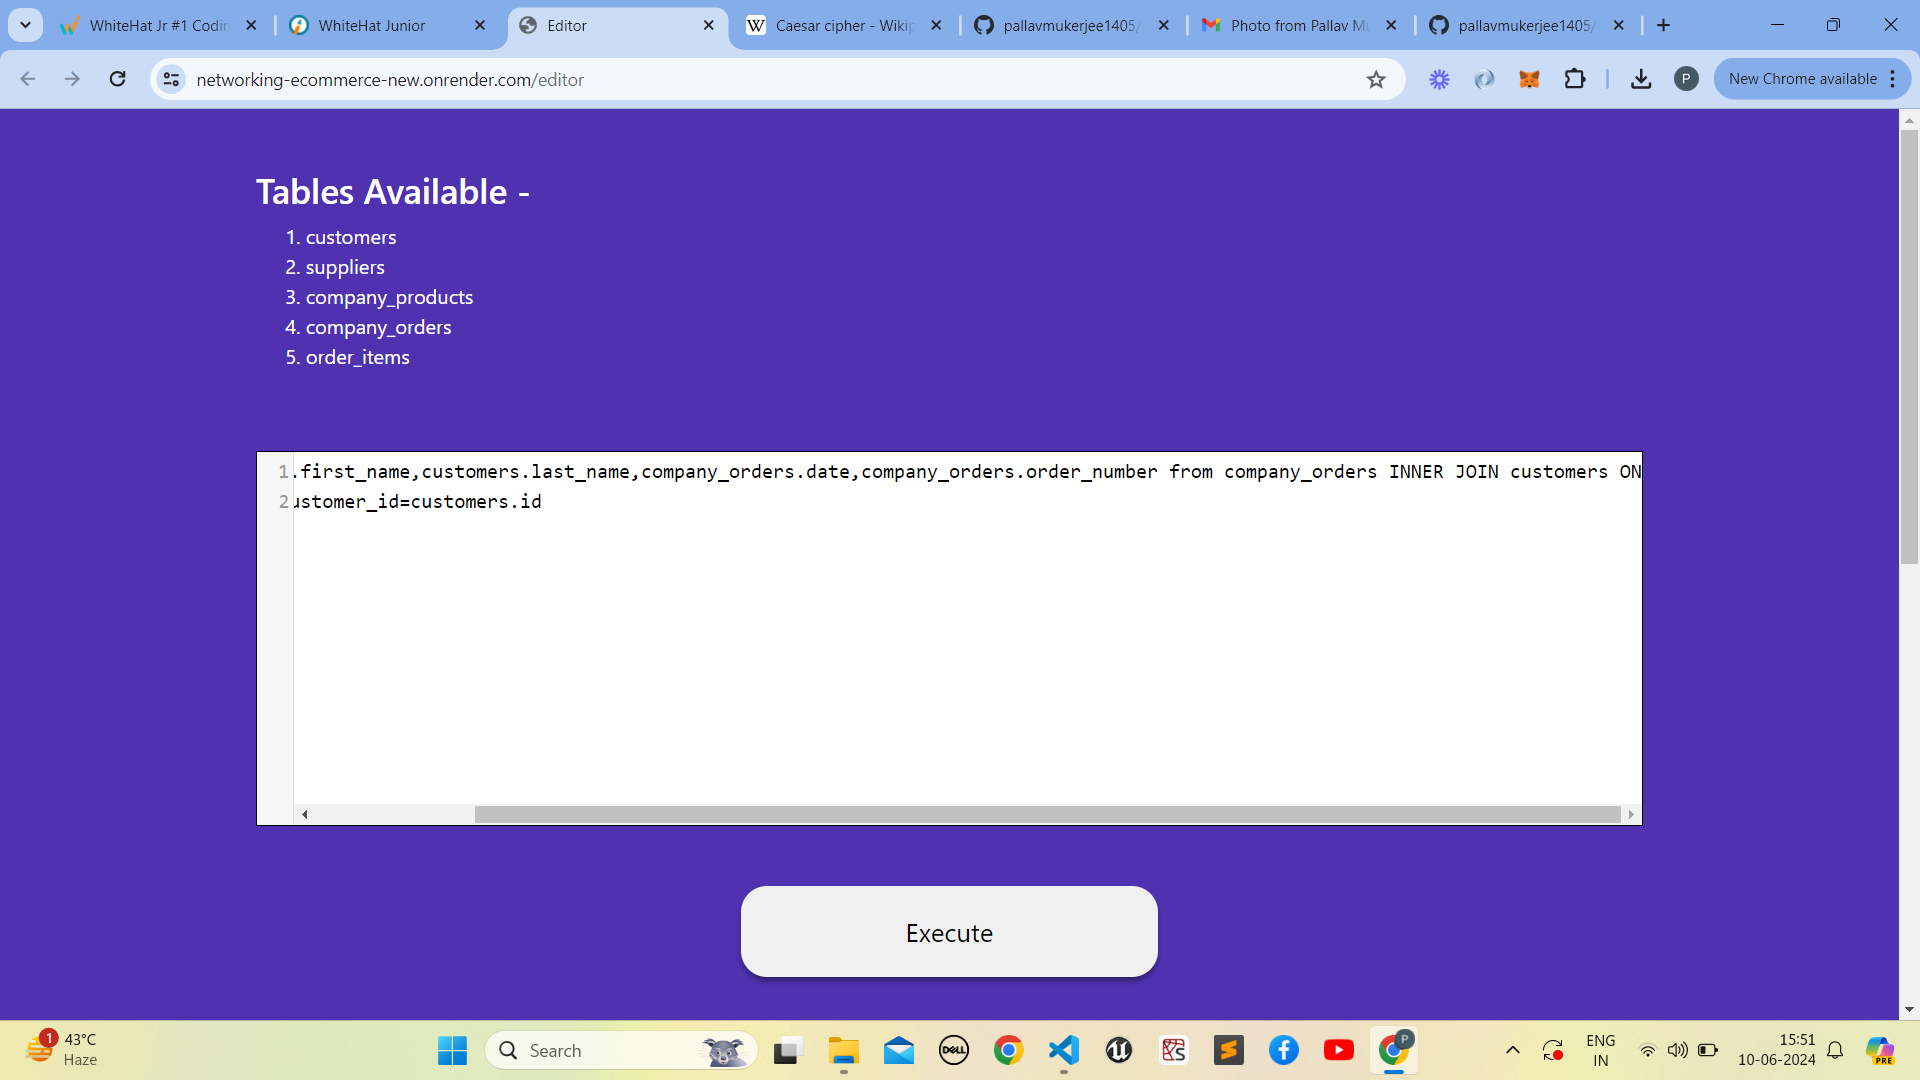 WhiteHat Jr #1 Codin
WhiteHat Junior
Editor
Caesar cipher - Wikip
pallavmukerjee1405/
Photo from Pallav Mu
pallavmukerjee1405/
networking-ecommerce-new.onrender.com/editor
P
New Chrome available
Tables Available -
1. customers
2. suppliers
3. company_products
4. company_orders
5. order_items
1 .first_name,customers.last_name,company_orders.date,company_orders.order_number from company_orders INNER JOIN customers ON
2 ustomer_id=customers.id
Execute
1
43°C
Haze
Search
DELL
P
ENG
IN
15:51
10-06-2024
PRE